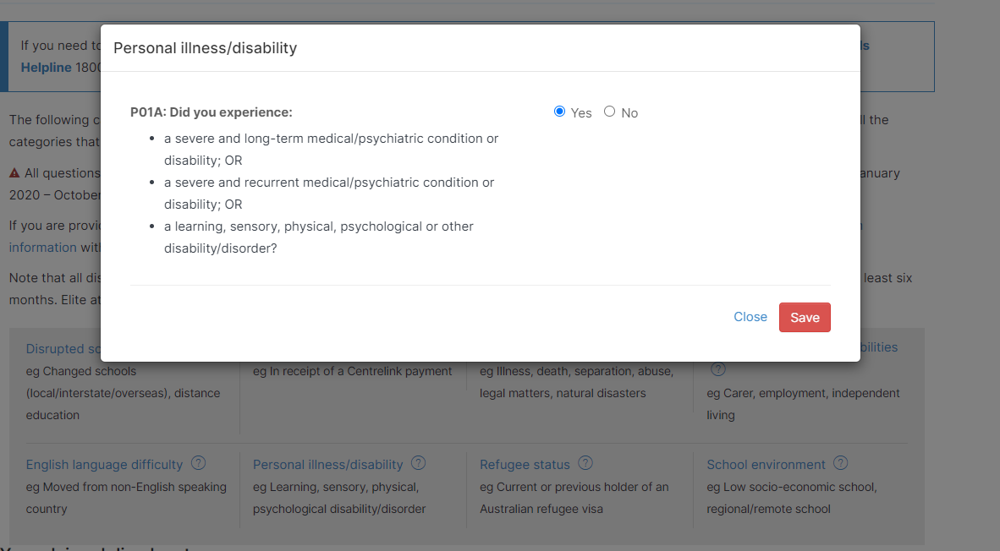 Personal illness/disability
If you need to
ls
Helpline 1800
P01A: Did you experience:
Yes
No
The following c
ll the
categories that
a severe and long-term medical/psychiatric condition or
disability; OR
All questions
anuary
a severe and recurrent medical/psychiatric condition or
2020 – October
disability; OR
If you are provi
a learning, sensory, physical, psychological or other
information wit
disability/disorder?
Note that all dis
least six
months. Elite at
Close
Save
Disrupted sc
bilities
eg Changed schools
(local/interstate/overseas), distance
education
eg In receipt of a Centrelink payment
eg Illness, death, separation, abuse,
legal matters, natural disasters
eg Carer, employment, independent
living
English language difficulty
eg Moved from non-English speaking
country
Personal illness/disability
eg Learning, sensory, physical,
psychological disability/disorder
Refugee status
eg Current or previous holder of an
Australian refugee visa
School environment
eg Low socio-economic school,
regional/remote school